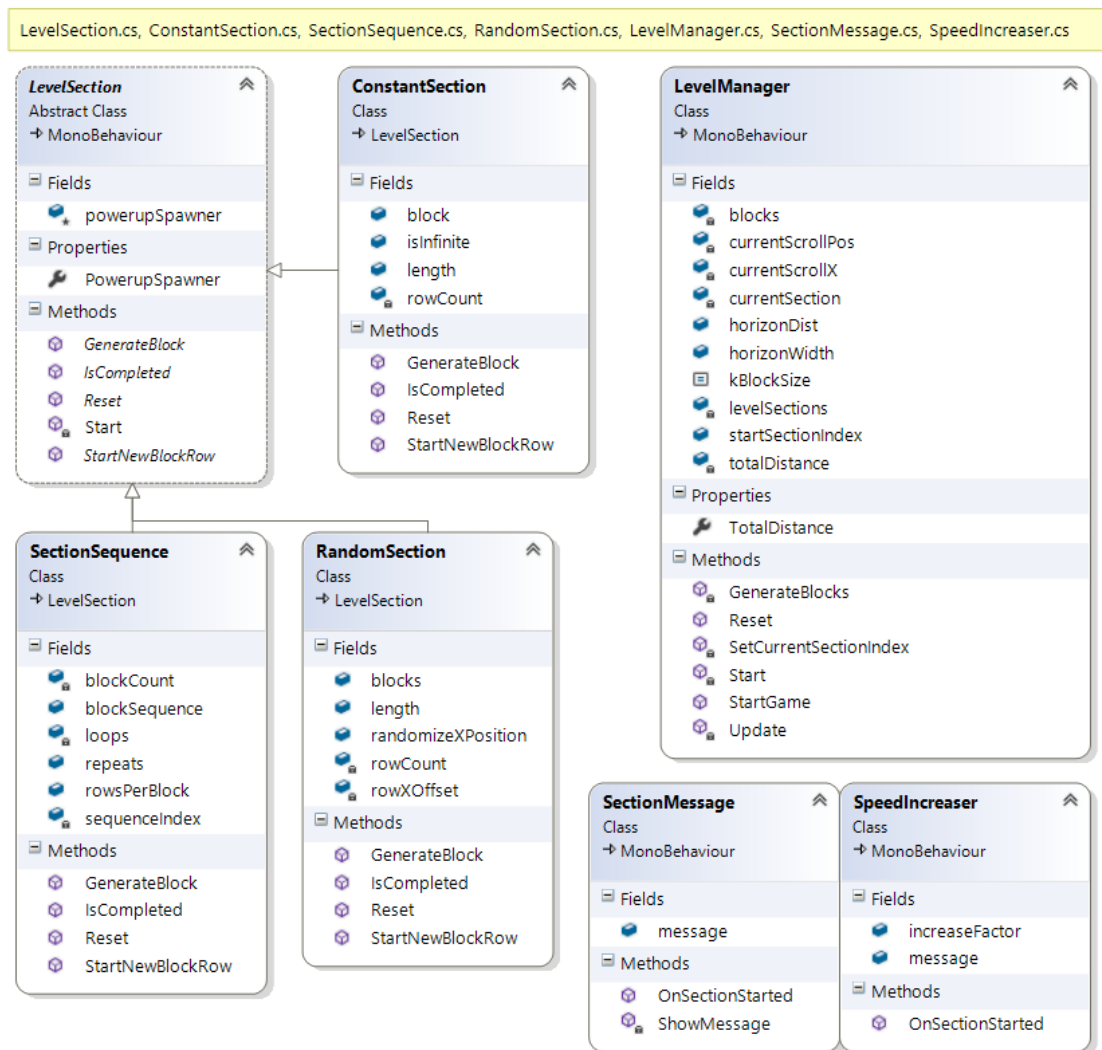 LevelSection.cs, ConstantSection.cs, SectionSequence.cs, RandomSection.cs, LevelManager.cs, SectionMessage.cs, SpeedIncreaser.cs
LevelSection
Abstract Class
MonoBehaviour
Fields
powerupSpawner
Properties
PowerupSpawner
Methods
GenerateBlock
IsCompleted
Reset
Start
StartNewBlockRow
ConstantSection
Class
LevelSection
Fields
block
isInfinite
length
rowCount
Methods
GenerateBlock
IsCompleted
Reset
StartNewBlockRow
LevelManager
Class
MonoBehaviour
Fields
blocks
currentScrollPos
currentScrollX
currentSection
horizonDist
horizonWidth
kBlockSize
levelSections
startSectionIndex
totalDistance
Properties
TotalDistance
Methods
GenerateBlocks
Reset
SetCurrentSectionIndex
Start
StartGame
Update
SectionSequence
Class
LevelSection
Fields
blockCount
blockSequence
loops
repeats
rowsPerBlock
sequenceIndex
Methods
GenerateBlock
IsCompleted
Reset
StartNewBlockRow
RandomSection
Class
LevelSection
Fields
blocks
length
randomizeXPosition
rowCount
rowXOffset
Methods
GenerateBlock
IsCompleted
Reset
StartNewBlockRow
SectionMessage
Class
MonoBehaviour
Fields
message
Methods
OnSectionStarted
ShowMessage
SpeedIncreaser
Class
MonoBehaviour
Fields
increaseFactor
message
Methods
OnSectionStarted